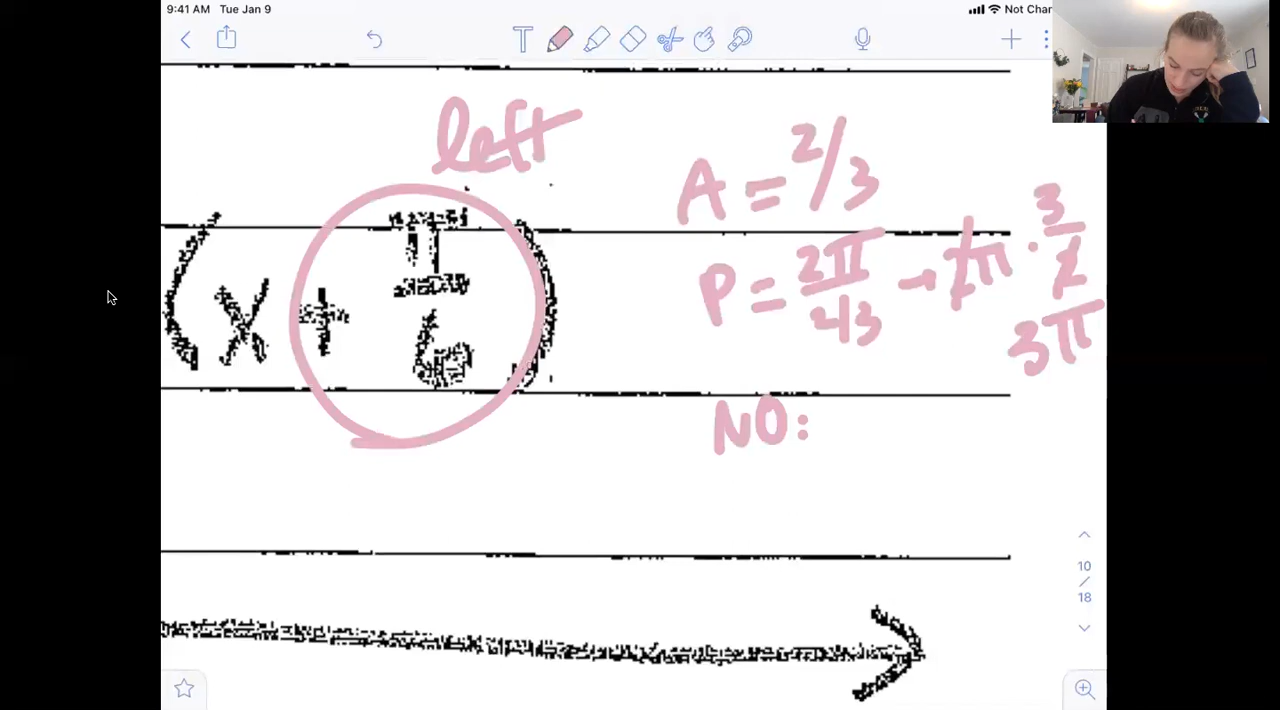 9:41 AM Tue Jan 9
Not Char
left
A = 2/3
(x + π/6)
P = 2π/2/3 → 2π · 3/2
3π
NO:
10
/
18